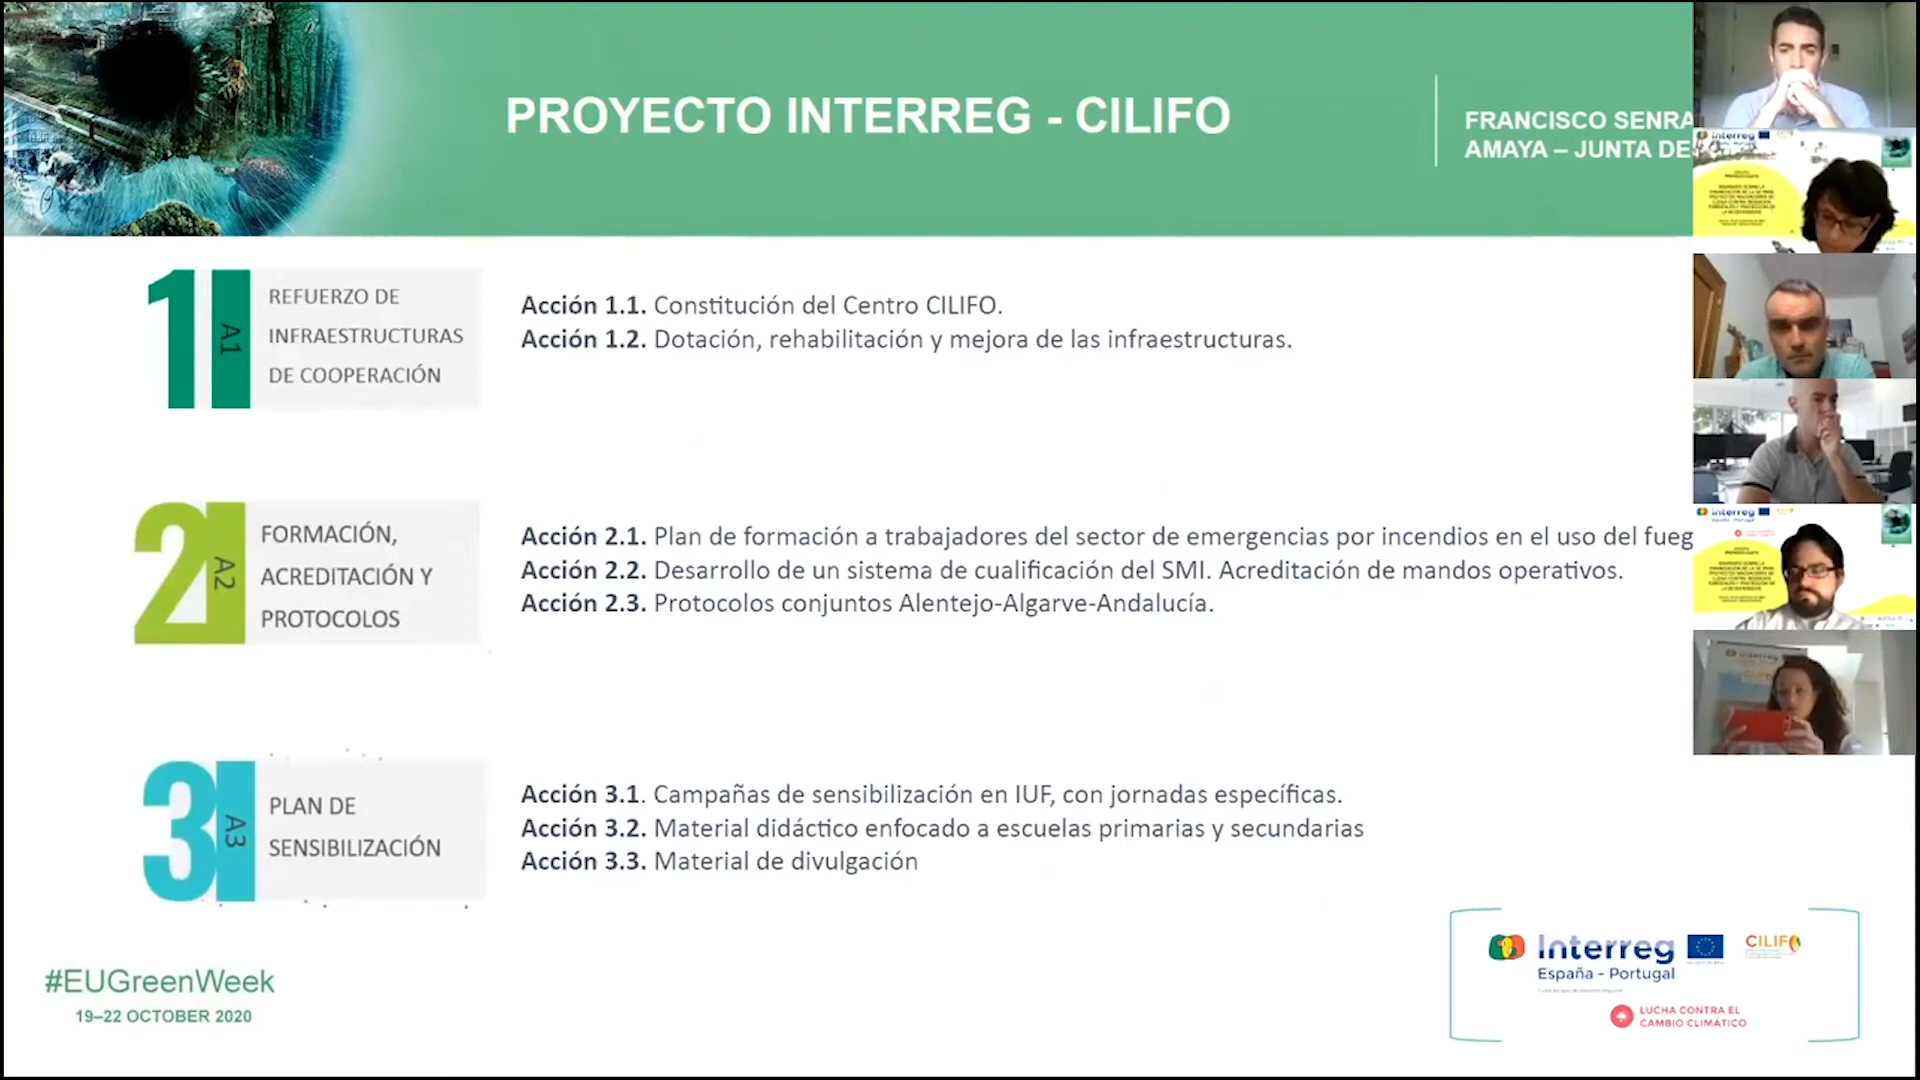 PROYECTO INTERREG - CILIFO
FRANCISCO SENRA
AMAYA – JUNTA DE
A1
REFUERZO DE
INFRAESTRUCTURAS
DE COOPERACIÓN
Acción 1.1. Constitución del Centro CILIFO.
Acción 1.2. Dotación, rehabilitación y mejora de las infraestructuras.
2
A2
FORMACIÓN,
ACREDITACIÓN Y
PROTOCOLOS
Acción 2.1. Plan de formación a trabajadores del sector de emergencias por incendios en el uso del fueg
Acción 2.2. Desarrollo de un sistema de cualificación del SMI. Acreditación de mandos operativos.
Acción 2.3. Protocolos conjuntos Alentejo-Algarve-Andalucía.
3
A3
PLAN DE
SENSIBILIZACIÓN
Acción 3.1. Campañas de sensibilización en IUF, con jornadas específicas.
Acción 3.2. Material didáctico enfocado a escuelas primarias y secundarias
Acción 3.3. Material de divulgación
#EUGreenWeek
19–22 OCTOBER 2020
Interreg
España - Portugal
CILIFO
LUCHA CONTRA EL
CAMBIO CLIMÁTICO
Interreg
Interreg
Interreg